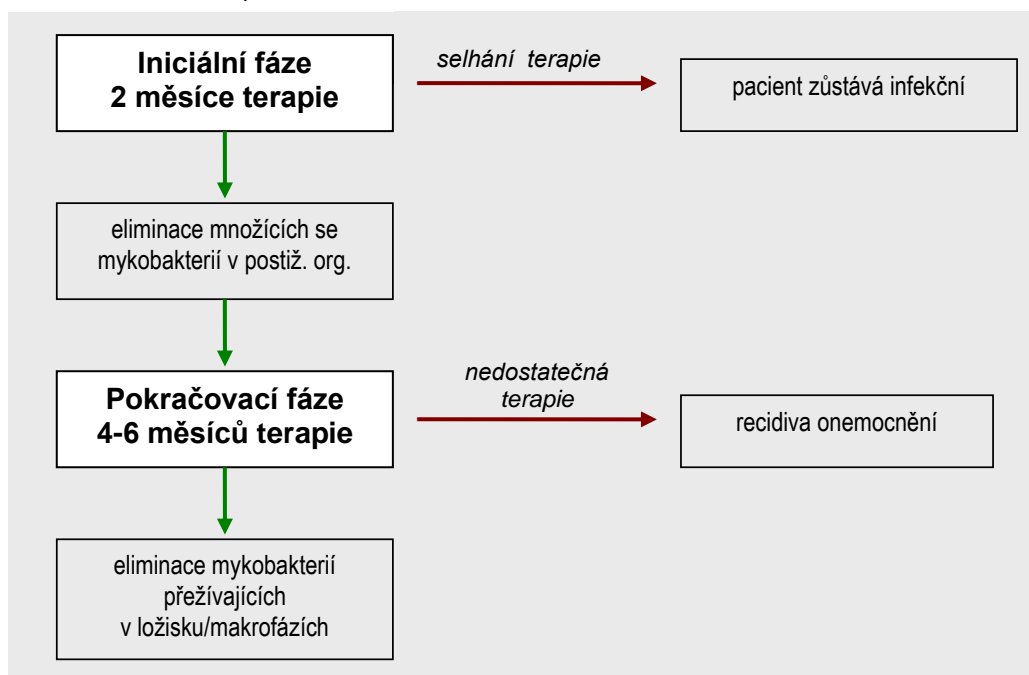 Iniciální fáze
2 měsíce terapie
selhání terapie
pacient zůstává infekční
eliminace množících se
mykobakterií v postiž. org.
Pokračovací fáze
4-6 měsíců terapie
nedostatečná
terapie
recidiva onemocnění
eliminace mykobakterií
přežívajících
v ložisku/makrofázích